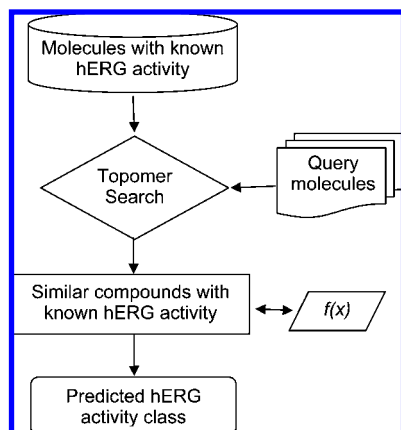 Molecules with known
hERG activity
Topomer
Search
Query
molecules
Similar compounds with
known hERG activity
f(x)
Predicted hERG
activity class